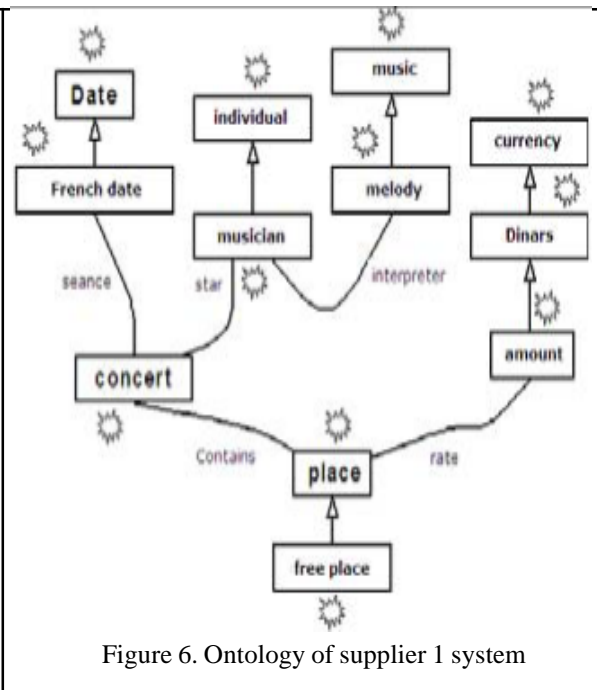 music
Date
individual
currency
French date
melody
musician
Dinars
seance
star
interpreter
amount
concert
Contains
place
rate
free place
Figure 6. Ontology of supplier 1 system